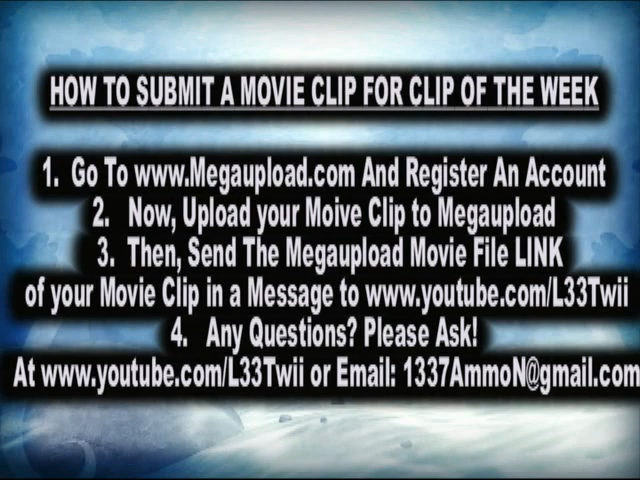 HOW TO SUBMIT A MOVIE CLIP FOR CLIP OF THE WEEK
1. Go To www.Megaupload.com And Register An Account
2. Now, Upload your Moive Clip to Megaupload
3. Then, Send The Megaupload Movie File LINK
of your Movie Clip in a Message to www.youtube.com/L33Twii
4. Any Questions? Please Ask!
At www.youtube.com/L33Twii or Email: 1337AmmoN@gmail.com